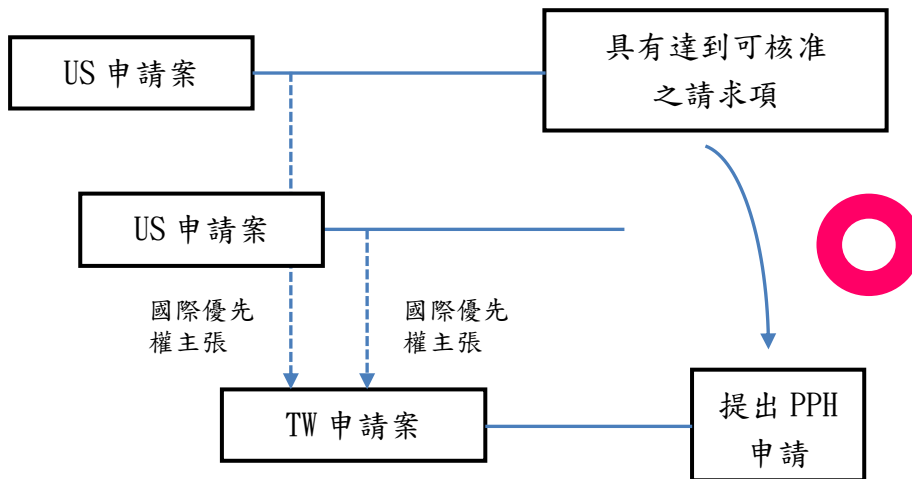 US 申請案
具有達到可核准
之請求項
US 申請案
國際優先
權主張
國際優先
權主張
TW 申請案
提出 PPH
申請